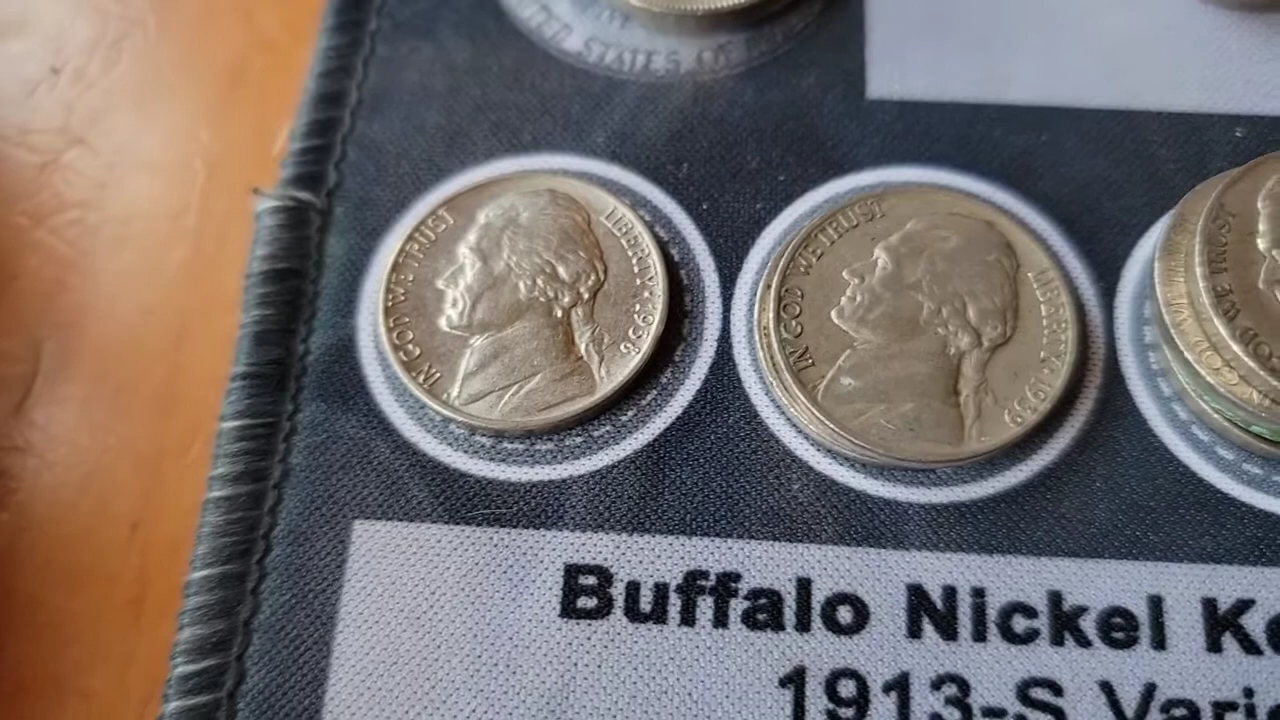 STATES OF
IN GOD WE TRUST
LIBERTY 1938
IN GOD WE TRUST
LIBERTY 1939
GOD WE TRUST
Buffalo Nickel
1913-S